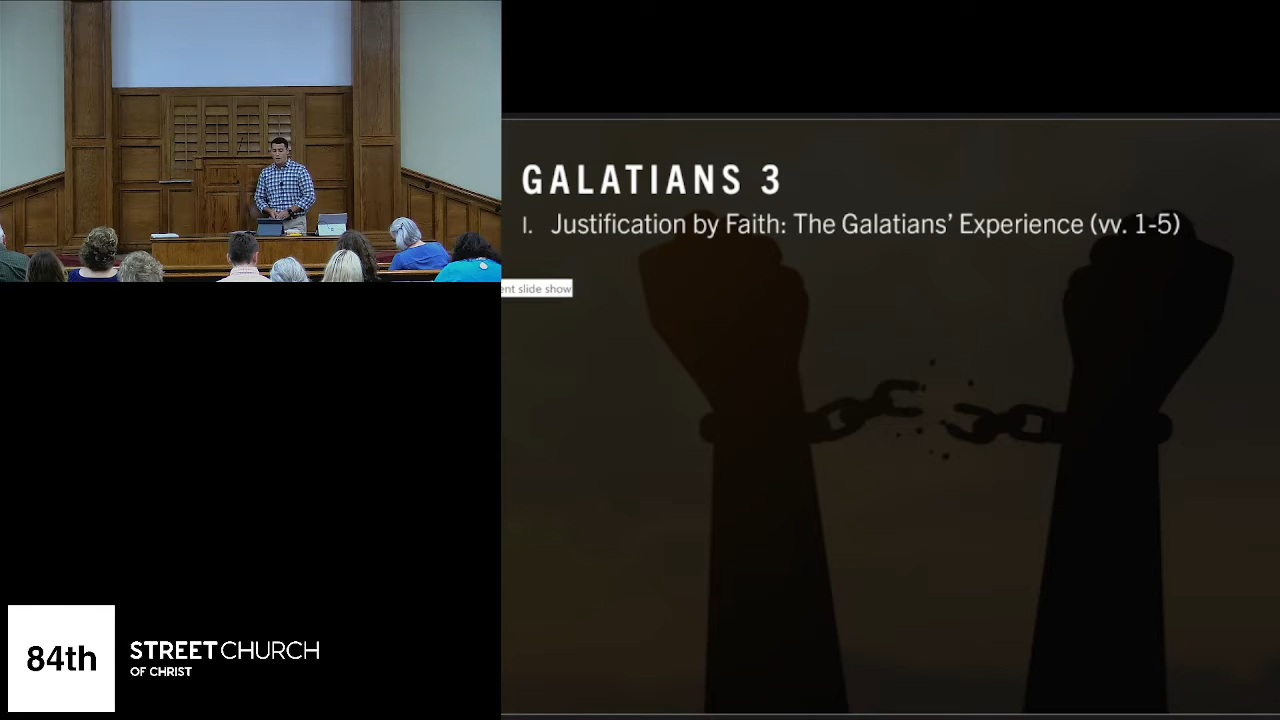 GALATIANS 3
I. Justification by Faith: The Galatians’ Experience (vv. 1-5)
ent slide show
84th
STREET CHURCH
OF CHRIST